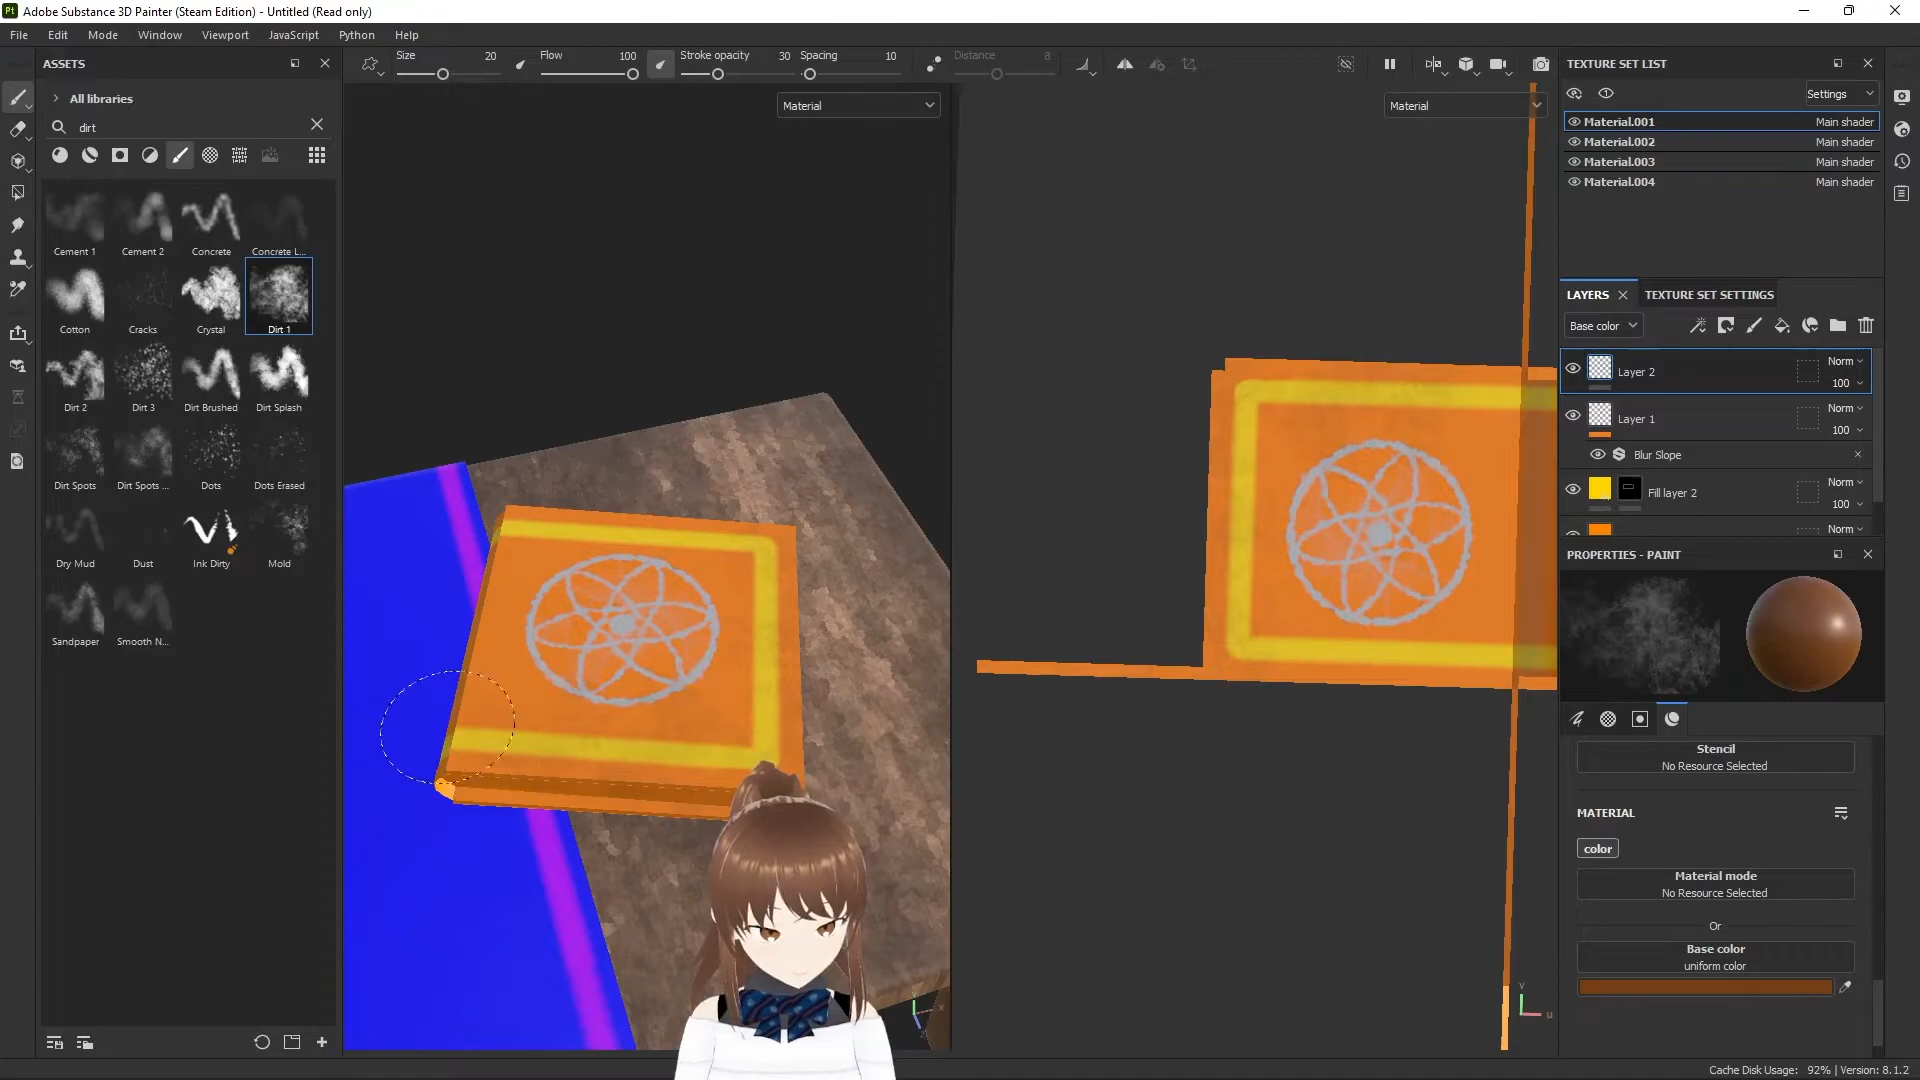 Pt Adobe Substance 3D Painter (Steam Edition) - Untitled (Read only)
File Edit Mode Window Viewport JavaScript Python Help
ASSETS
Size 20 Flow 100 Stroke opacity 30 Spacing 10 Distance 8
All libraries
dirt
Cement 1 Cement 2 Concrete Concrete L...
Cotton Cracks Crystal Dirt 1
Dirt 2 Dirt 3 Dirt Brushed Dirt Splash
Dirt Spots Dirt Spots ... Dots Dots Erased
Dry Mud Dust Ink Dirty Mold
Sandpaper Smooth N...
Material
Material
TEXTURE SET LIST
Settings
Material.001 Main shader
Material.002 Main shader
Material.003 Main shader
Material.004 Main shader
LAYERS TEXTURE SET SETTINGS
Base color
Layer 2 Norm 100
Layer 1 Norm 100
Blur Slope
Fill layer 2 Norm 100
Norm
PROPERTIES - PAINT
Stencil
No Resource Selected
MATERIAL
color
Material mode
No Resource Selected
Or
Base color
uniform color
V
U
Cache Disk Usage: 92% | Version: 8.1.2